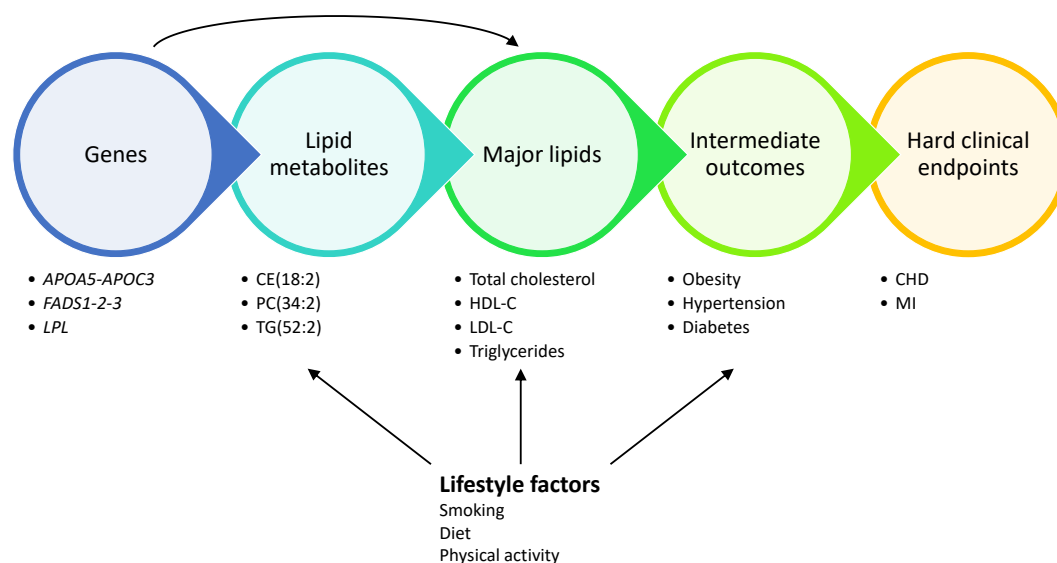 Genes
Lipid
metabolites
Major lipids
Intermediate
outcomes
Hard clinical
endpoints
• APOA5-APOC3
• FADS1-2-3
• LPL
• CE(18:2)
• PC(34:2)
• TG(52:2)
• Total cholesterol
• HDL-C
• LDL-C
• Triglycerides
• Obesity
• Hypertension
• Diabetes
• CHD
• MI
Lifestyle factors
Smoking
Diet
Physical activity